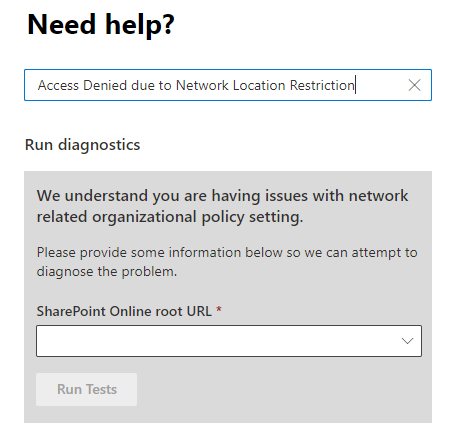 Need help?
Access Denied due to Network Location Restriction
Run diagnostics
We understand you are having issues with network
related organizational policy setting.
Please provide some information below so we can attempt to
diagnose the problem.
SharePoint Online root URL *
Run Tests